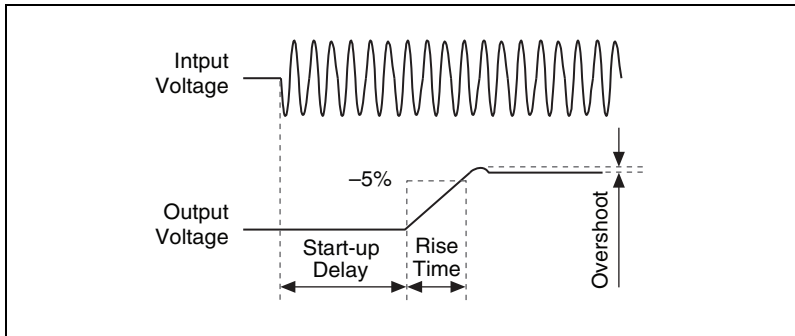 Intput
Voltage
–5%
Output
Voltage
Start-up
Delay
Rise
Time
Overshoot